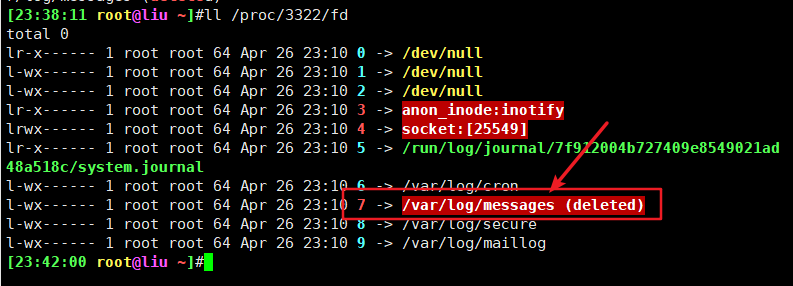 [23:38:11 root@liu ~]#ll /proc/3322/fd
total 0
lr-x------ 1 root root 64 Apr 26 23:10 0 -> /dev/null
l-wx------ 1 root root 64 Apr 26 23:10 1 -> /dev/null
l-wx------ 1 root root 64 Apr 26 23:10 2 -> /dev/null
lr-x------ 1 root root 64 Apr 26 23:10 3 -> anon_inode:inotify
lrwx------ 1 root root 64 Apr 26 23:10 4 -> socket:[25549]
lr-x------ 1 root root 64 Apr 26 23:10 5 -> /run/log/journal/7f912004b727409e8549021ad
48a518c/system.journal
l-wx------ 1 root root 64 Apr 26 23:10 6 -> /var/log/cron
l-wx------ 1 root root 64 Apr 26 23:10 7 -> /var/log/messages (deleted)
l-wx------ 1 root root 64 Apr 26 23:10 8 -> /var/log/secure
l-wx------ 1 root root 64 Apr 26 23:10 9 -> /var/log/maillog
[23:42:00 root@liu ~]#